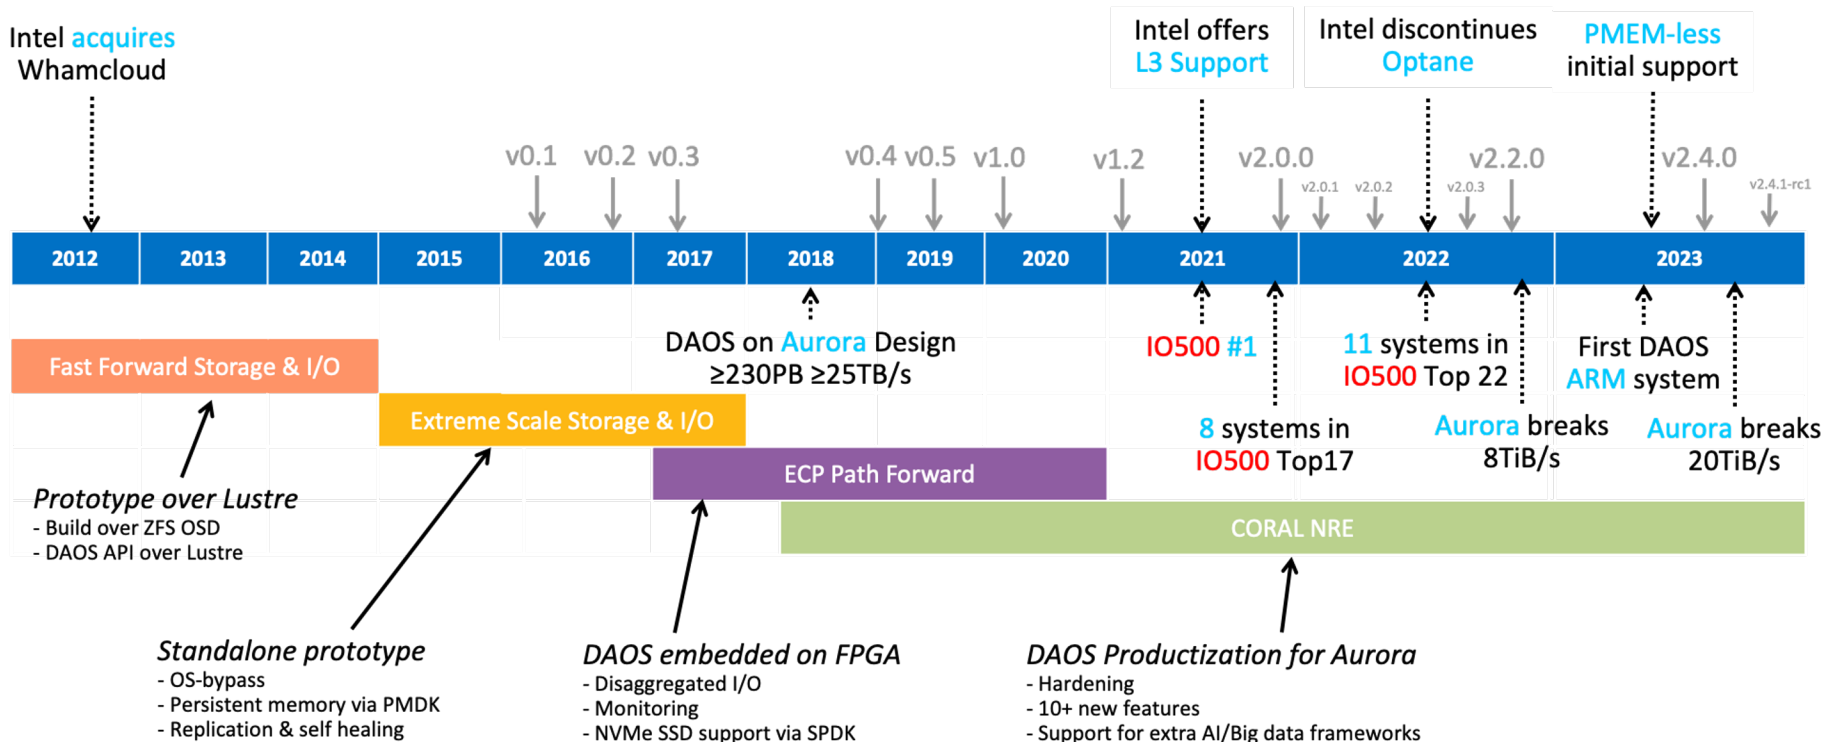 Intel acquires
Whamcloud
Intel offers
L3 Support
Intel discontinues
Optane
PMEM-less
initial support
v0.1
v0.2
v0.3
v0.4
v0.5
v1.0
v1.2
v2.0.0
v2.0.1
v2.0.2
v2.0.3
v2.2.0
v2.4.0
v2.4.1-rc1
2012
2013
2014
2015
2016
2017
2018
2019
2020
2021
2022
2023
DAOS on Aurora Design
≥230PB ≥25TB/s
IO500 #1
11 systems in
IO500 Top 22
First DAOS
ARM system
Fast Forward Storage & I/O
Extreme Scale Storage & I/O
8 systems in
IO500 Top17
Aurora breaks
8TiB/s
Aurora breaks
20TiB/s
ECP Path Forward
CORAL NRE
Prototype over Lustre
- Build over ZFS OSD
- DAOS API over Lustre
Standalone prototype
- OS-bypass
- Persistent memory via PMDK
- Replication & self healing
DAOS embedded on FPGA
- Disaggregated I/O
- Monitoring
- NVMe SSD support via SPDK
DAOS Productization for Aurora
- Hardening
- 10+ new features
- Support for extra AI/Big data frameworks